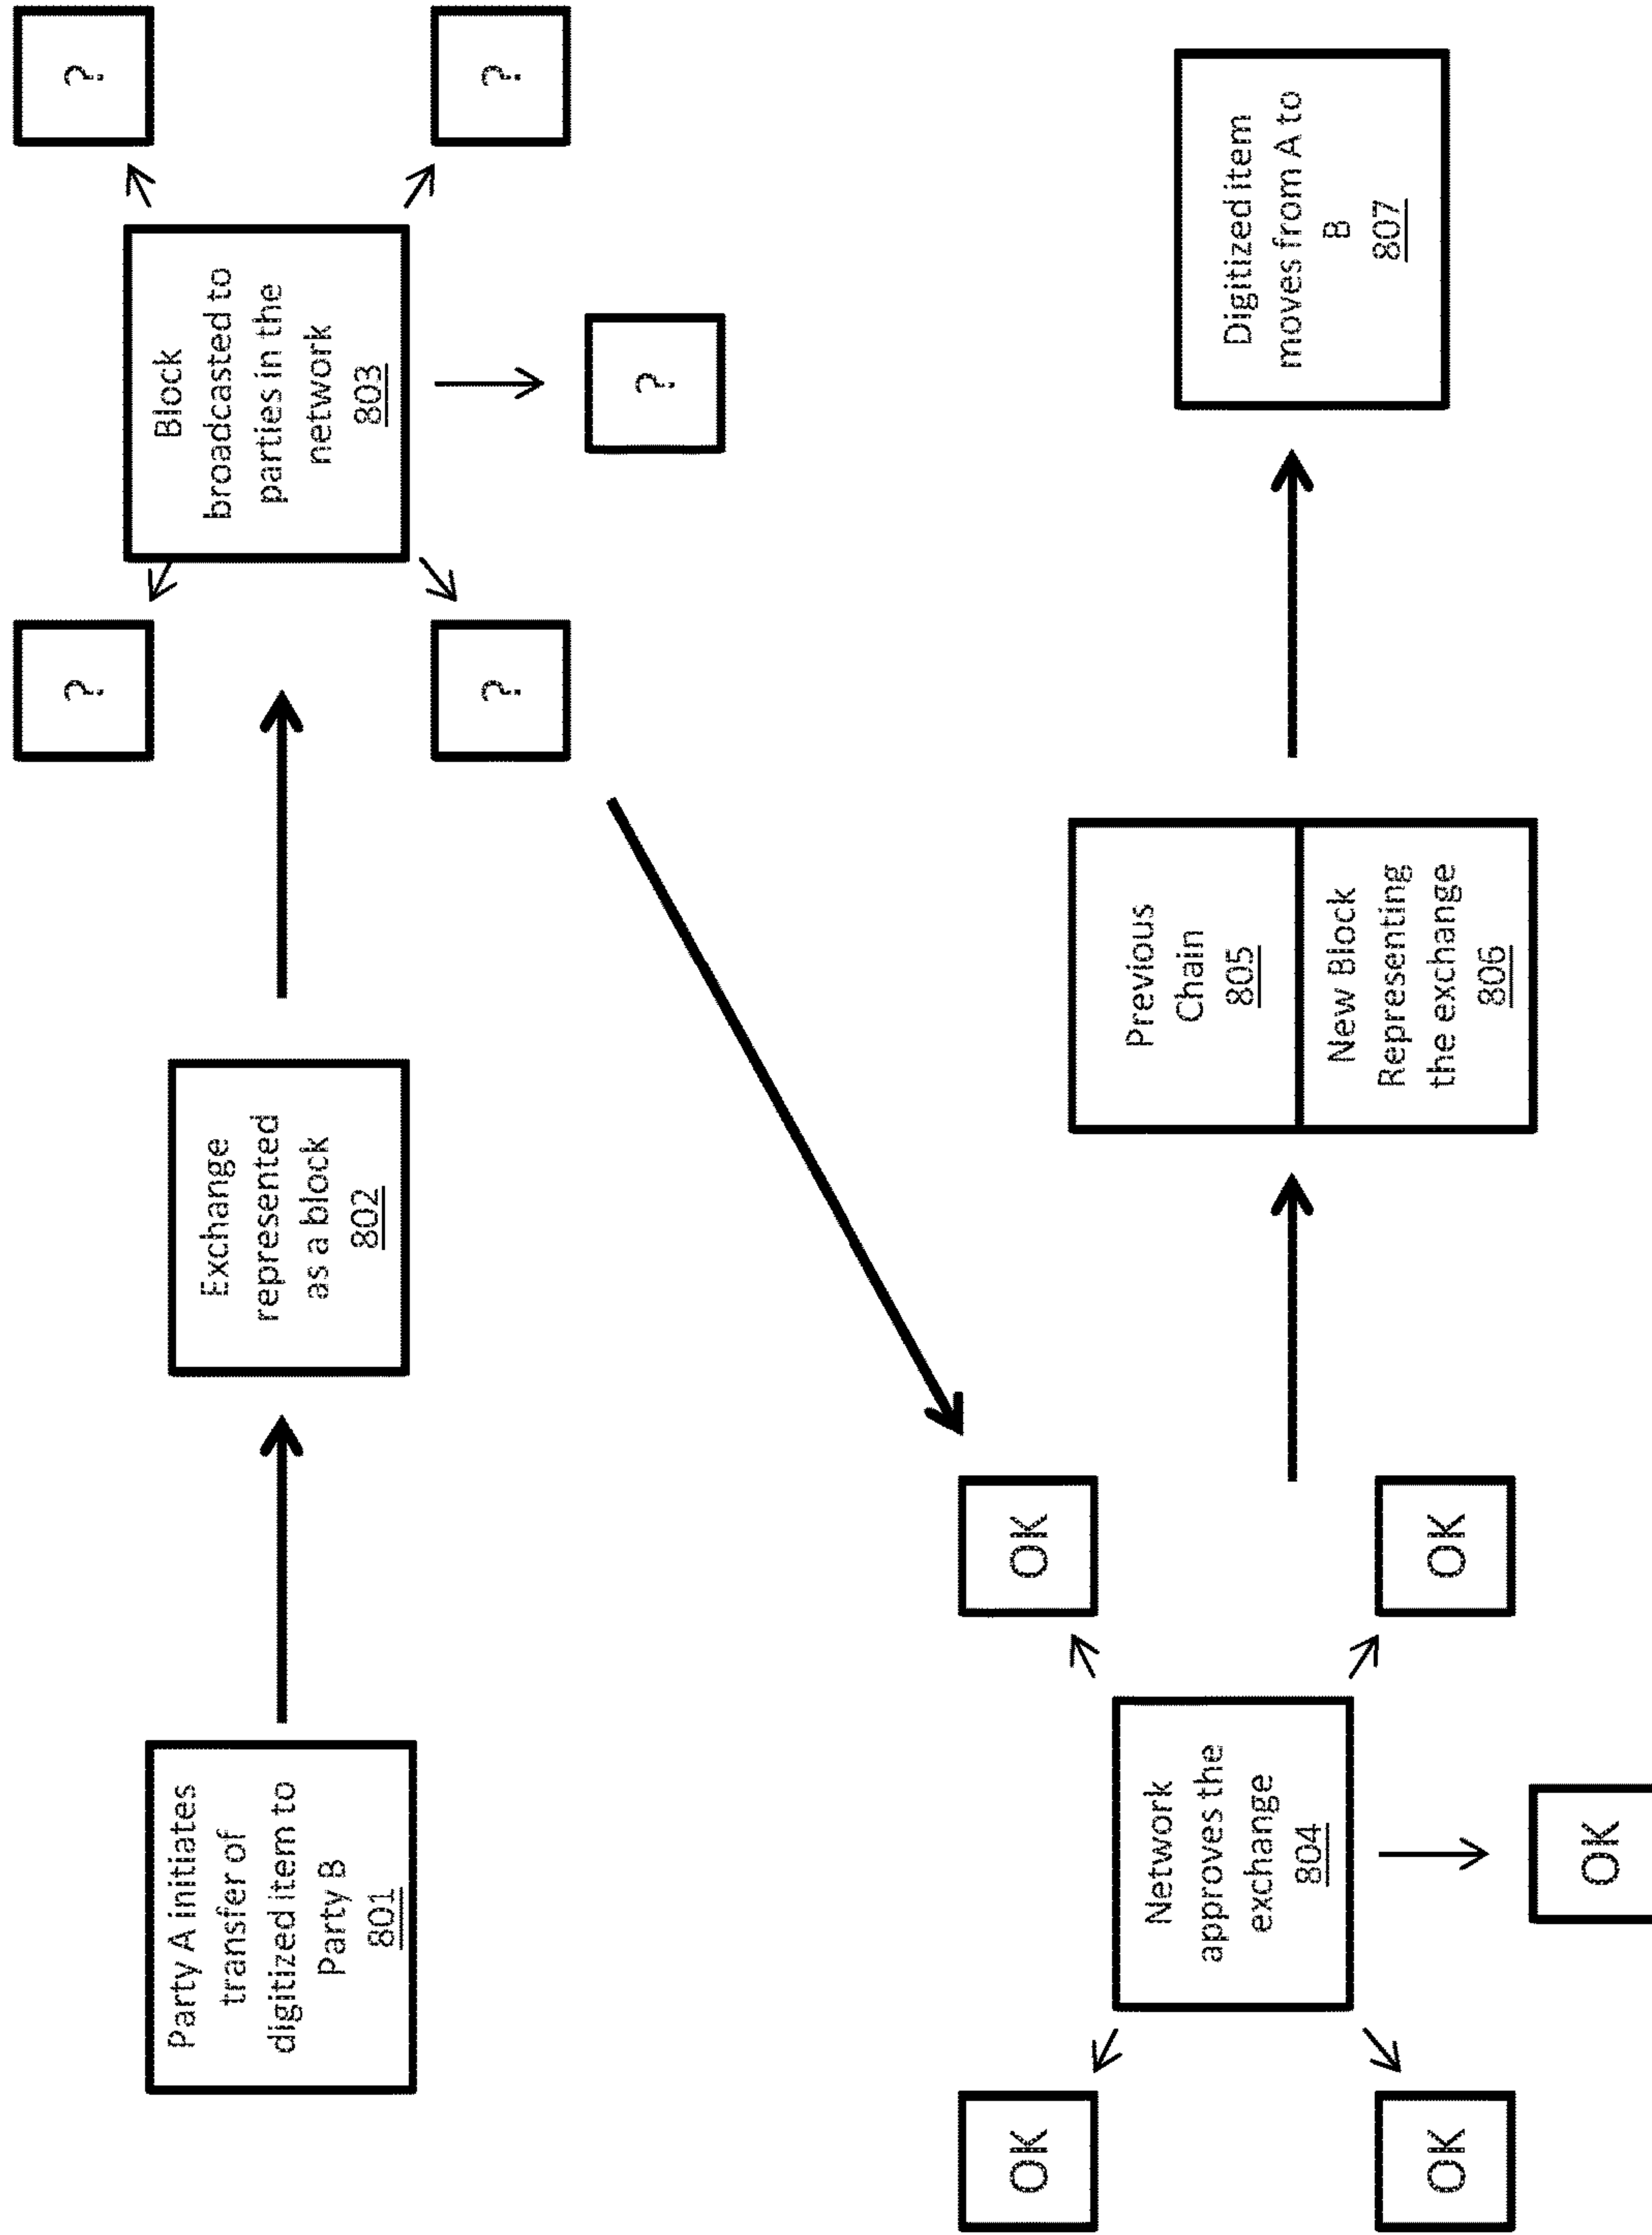 Party A initiates
transfer of
digitized item to
Party B
801
Exchange
represented
as a block
802
?
?
Block
broadcasted to
parties in the
network
803
?
?
?
OK
OK
Network
approves the
exchange
804
OK
OK
OK
Previous
Chain
805
New Block
Representing
the exchange
806
Digitized item
moves from A to
B
807